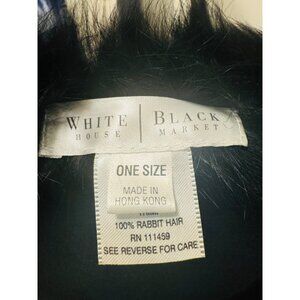 WHITE | BLACK
HOUSE | MARKET
ONE SIZE
MADE IN
HONG KONG
100% RABBIT HAIR
RN 111459
SEE REVERSE FOR CARE